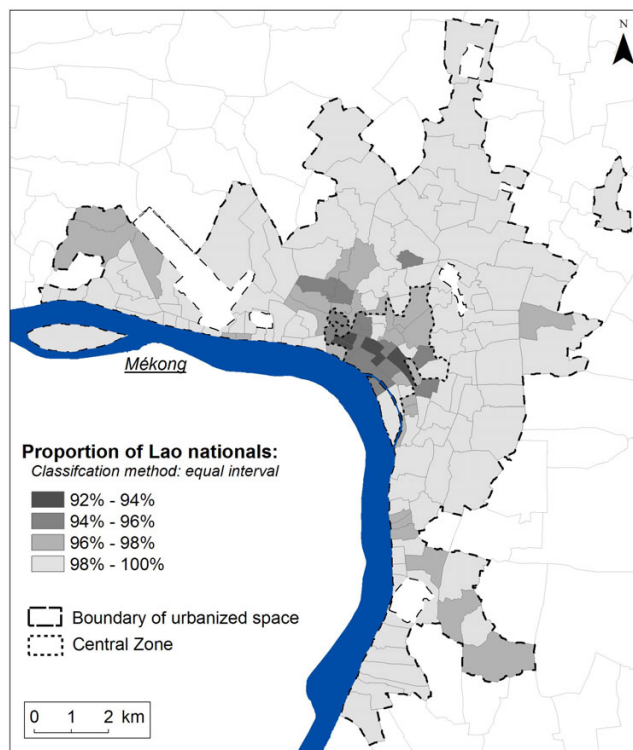 N
Mékong
Proportion of Lao nationals:
Classifcation method: equal interval
92% - 94%
94% - 96%
96% - 98%
98% - 100%
Boundary of urbanized space
Central Zone
0 1 2 km